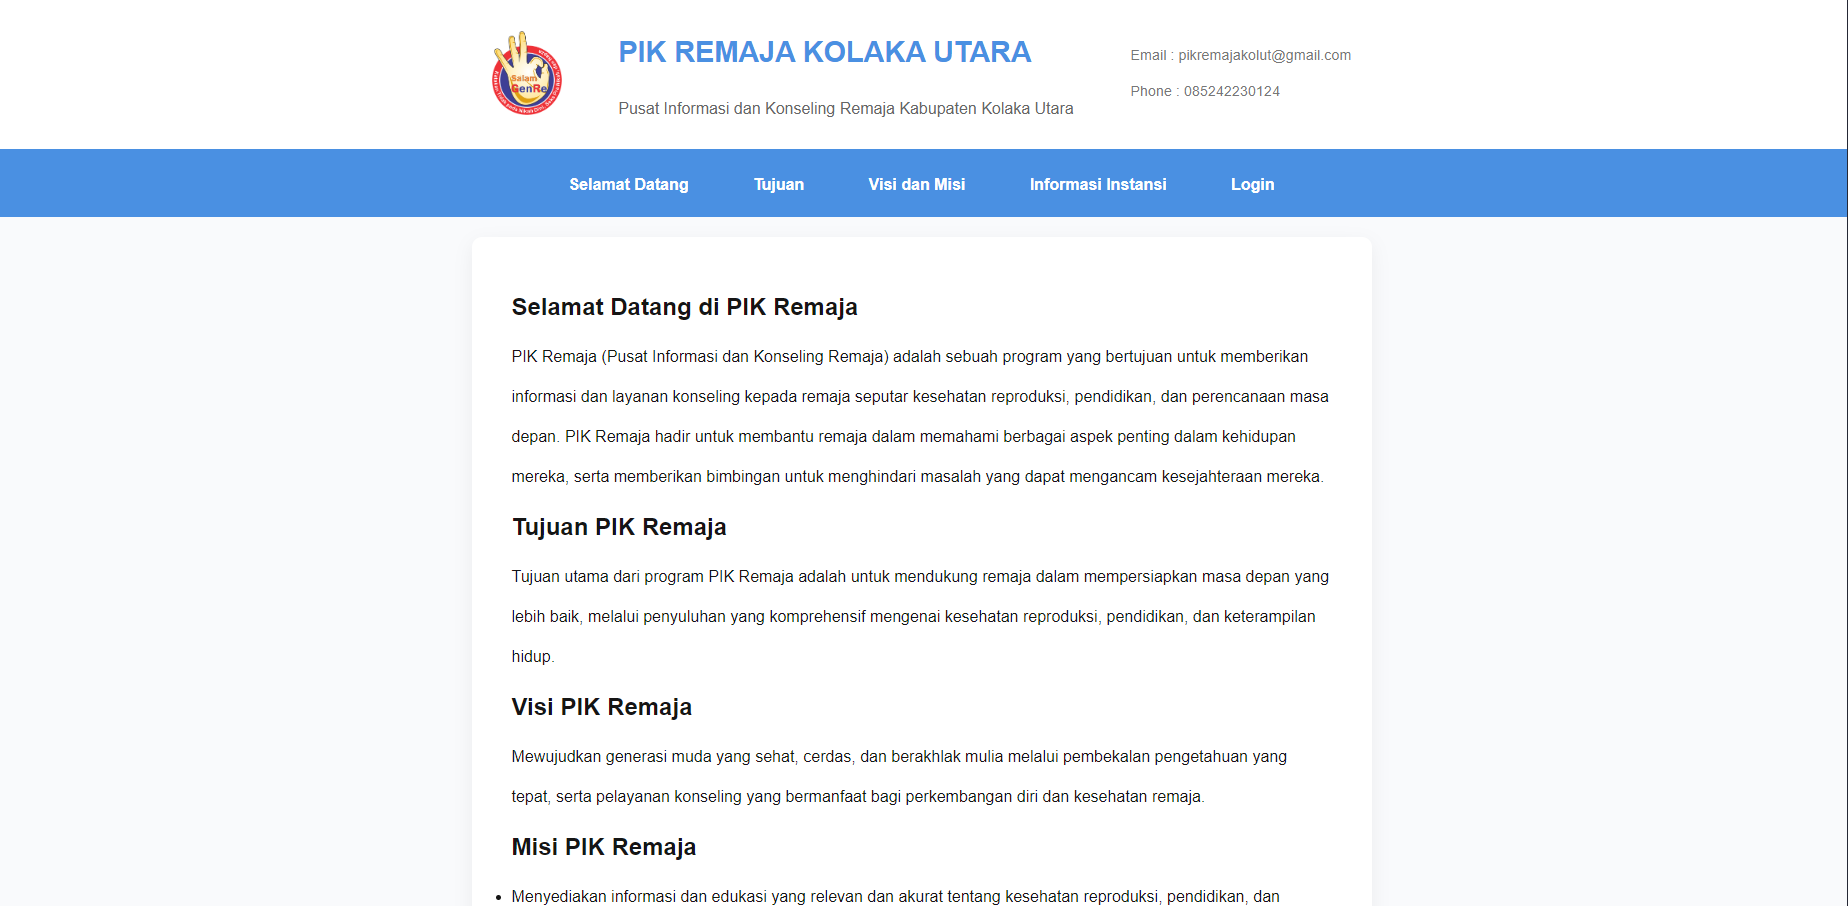 Salam
GenRe
PIK REMAJA KOLAKA UTARA
Pusat Informasi dan Konseling Remaja Kabupaten Kolaka Utara
Email : pikremajakolut@gmail.com
Phone : 085242230124
Selamat Datang
Tujuan
Visi dan Misi
Informasi Instansi
Login
Selamat Datang di PIK Remaja
PIK Remaja (Pusat Informasi dan Konseling Remaja) adalah sebuah program yang bertujuan untuk memberikan
informasi dan layanan konseling kepada remaja seputar kesehatan reproduksi, pendidikan, dan perencanaan masa
depan. PIK Remaja hadir untuk membantu remaja dalam memahami berbagai aspek penting dalam kehidupan
mereka, serta memberikan bimbingan untuk menghindari masalah yang dapat mengancam kesejahteraan mereka.
Tujuan PIK Remaja
Tujuan utama dari program PIK Remaja adalah untuk mendukung remaja dalam mempersiapkan masa depan yang
lebih baik, melalui penyuluhan yang komprehensif mengenai kesehatan reproduksi, pendidikan, dan keterampilan
hidup.
Visi PIK Remaja
Mewujudkan generasi muda yang sehat, cerdas, dan berakhlak mulia melalui pembekalan pengetahuan yang
tepat, serta pelayanan konseling yang bermanfaat bagi perkembangan diri dan kesehatan remaja.
Misi PIK Remaja
• Menyediakan informasi dan edukasi yang relevan dan akurat tentang kesehatan reproduksi, pendidikan, dan